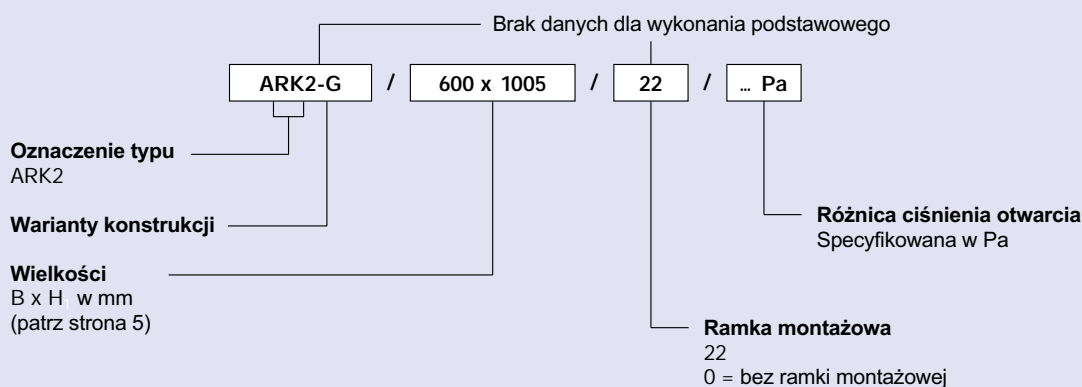 Brak danych dla wykonania podstawowego
ARK2-G / 600 x 1005 / 22 / ... Pa
Oznaczenie typu
ARK2
Warianty konstrukcji
Różnica ciśnienia otwarcia
Specyfikowana w Pa
Wielkości
B x H₁ w mm
(patrz strona 5)
Ramka montażowa
22
0 = bez ramki montażowej